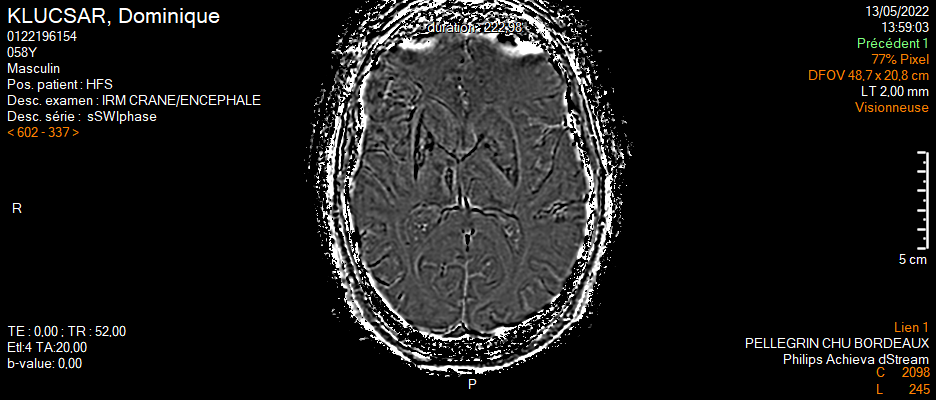 KLUCSAR, Dominique
0122196154
058Y
Masculin
Pos. patient : HFS
Desc. examen : IRM CRANE/ENCEPHALE
Desc. série : sSWIphase
< 602 - 337 >
duration: 222,98
13/05/2022
13:59:03
Précédent 1
77% Pixel
DFOV 48,7 x 20,8 cm
LT 2,00 mm
Visionneuse
R
5 cm
TE : 0,00 ; TR : 52,00
Etl:4 TA:20,00
b-value: 0,00
P
Lien 1
PELLEGRIN CHU BORDEAUX
Philips Achieva dStream
C 2098
L 245